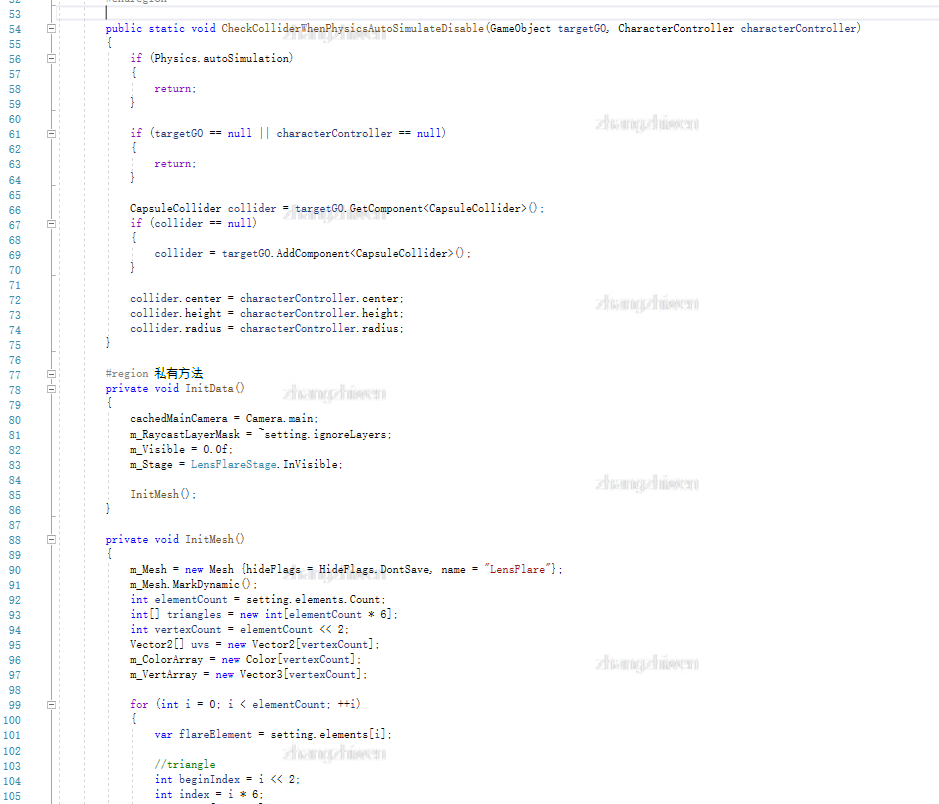 52 #endregion
53
54 public static void CheckColliderWhenPhysicsAutoSimulateDisable(GameObject targetGO, CharacterController characterController)
55 {
56 if (Physics.autoSimulation)
57 {
58 return;
59 }
60
61 if (targetGO == null || characterController == null)
62 {
63 return;
64 }
65
66 CapsuleCollider collider = targetGO.GetComponent<CapsuleCollider>();
67 if (collider == null)
68 {
69 collider = targetGO.AddComponent<CapsuleCollider>();
70 }
71
72 collider.center = characterController.center;
73 collider.height = characterController.height;
74 collider.radius = characterController.radius;
75 }
76
77 #region 私有方法
78 private void InitData()
79 {
80 cachedMainCamera = Camera.main;
81 m_RaycastLayerMask = ~setting.ignoreLayers;
82 m_Visible = 0.0f;
83 m_Stage = LensFlareStage.InVisible;
84
85 InitMesh();
86 }
87
88 private void InitMesh()
89 {
90 m_Mesh = new Mesh {hideFlags = HideFlags.DontSave, name = "LensFlare"};
91 m_Mesh.MarkDynamic();
92 int elementCount = setting.elements.Count;
93 int[] triangles = new int[elementCount * 6];
94 int vertexCount = elementCount << 2;
95 Vector2[] uvs = new Vector2[vertexCount];
96 m_ColorArray = new Color[vertexCount];
97 m_VertArray = new Vector3[vertexCount];
98
99 for (int i = 0; i < elementCount; ++i)
100 {
101 var flareElement = setting.elements[i];
102
103 //triangle
104 int beginIndex = i << 2;
105 int index = i * 6;